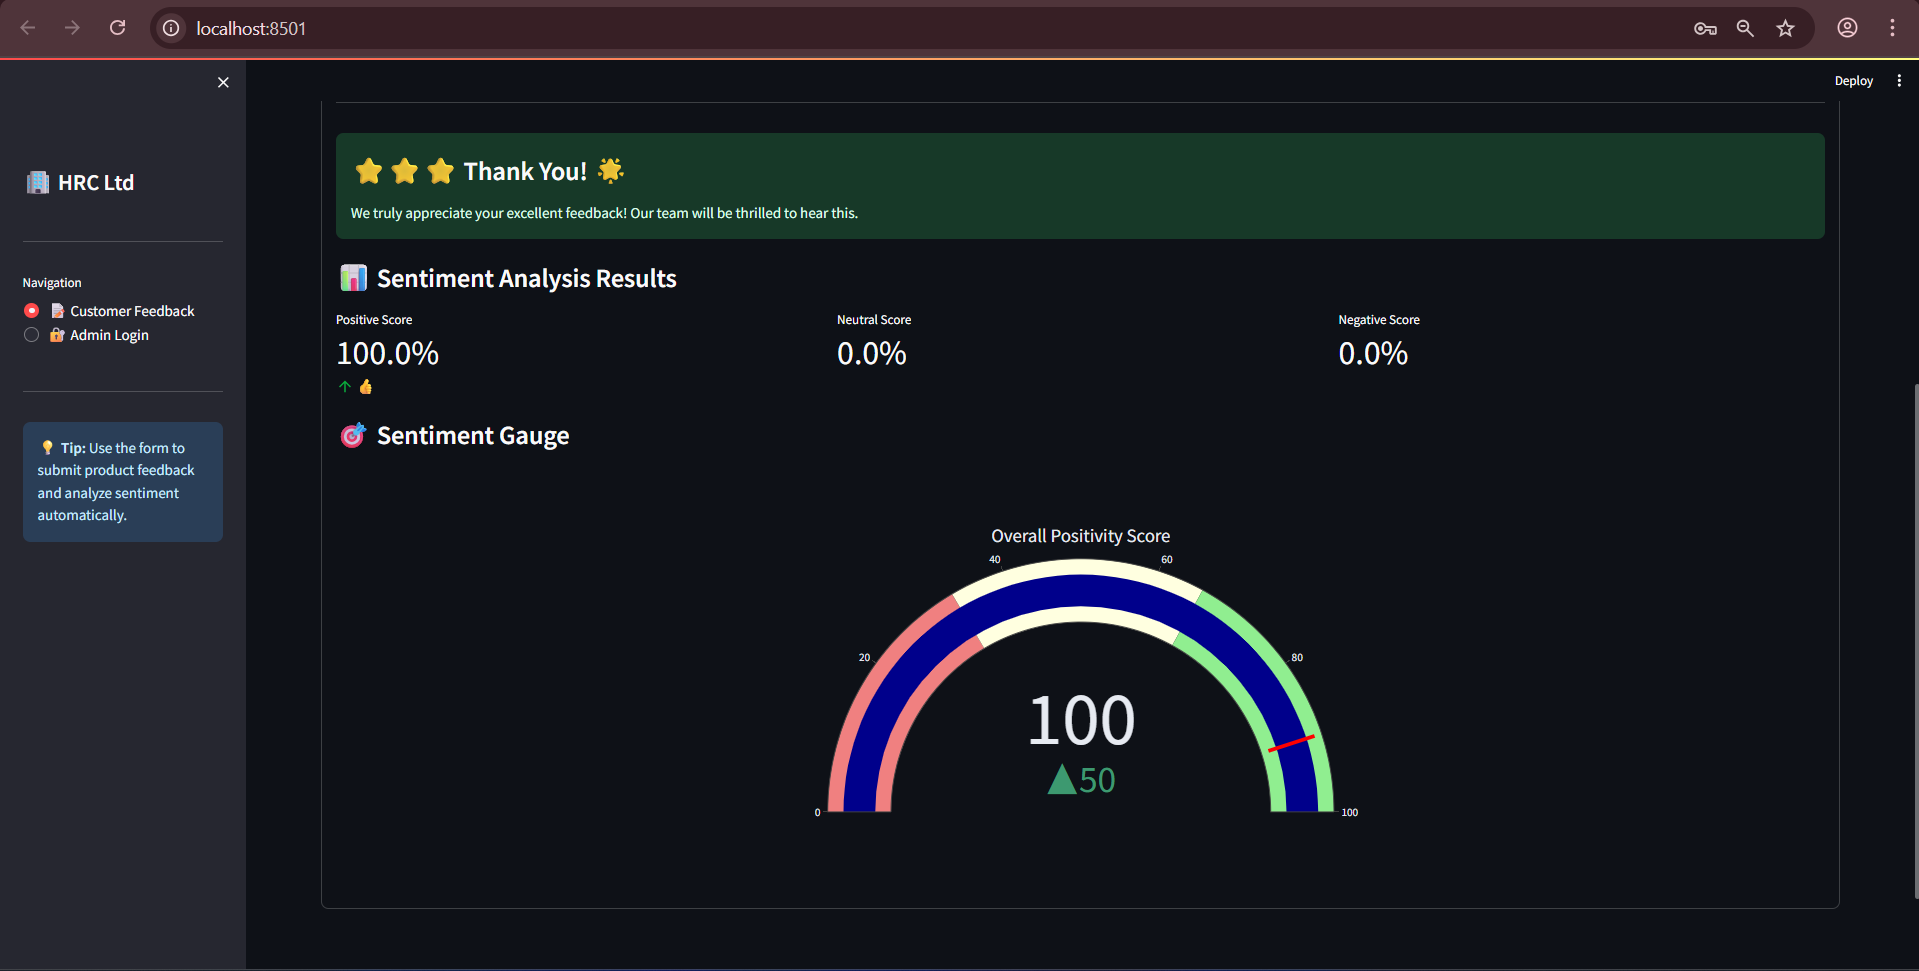 localhost:8501
Deploy
HRC Ltd
Navigation
Customer Feedback
Admin Login
Tip: Use the form to
submit product feedback
and analyze sentiment
automatically.
Thank You!
We truly appreciate your excellent feedback! Our team will be thrilled to hear this.
Sentiment Analysis Results
Positive Score
100.0%
Neutral Score
0.0%
Negative Score
0.0%
Sentiment Gauge
Overall Positivity Score
0
20
40
60
80
100
100
▲50